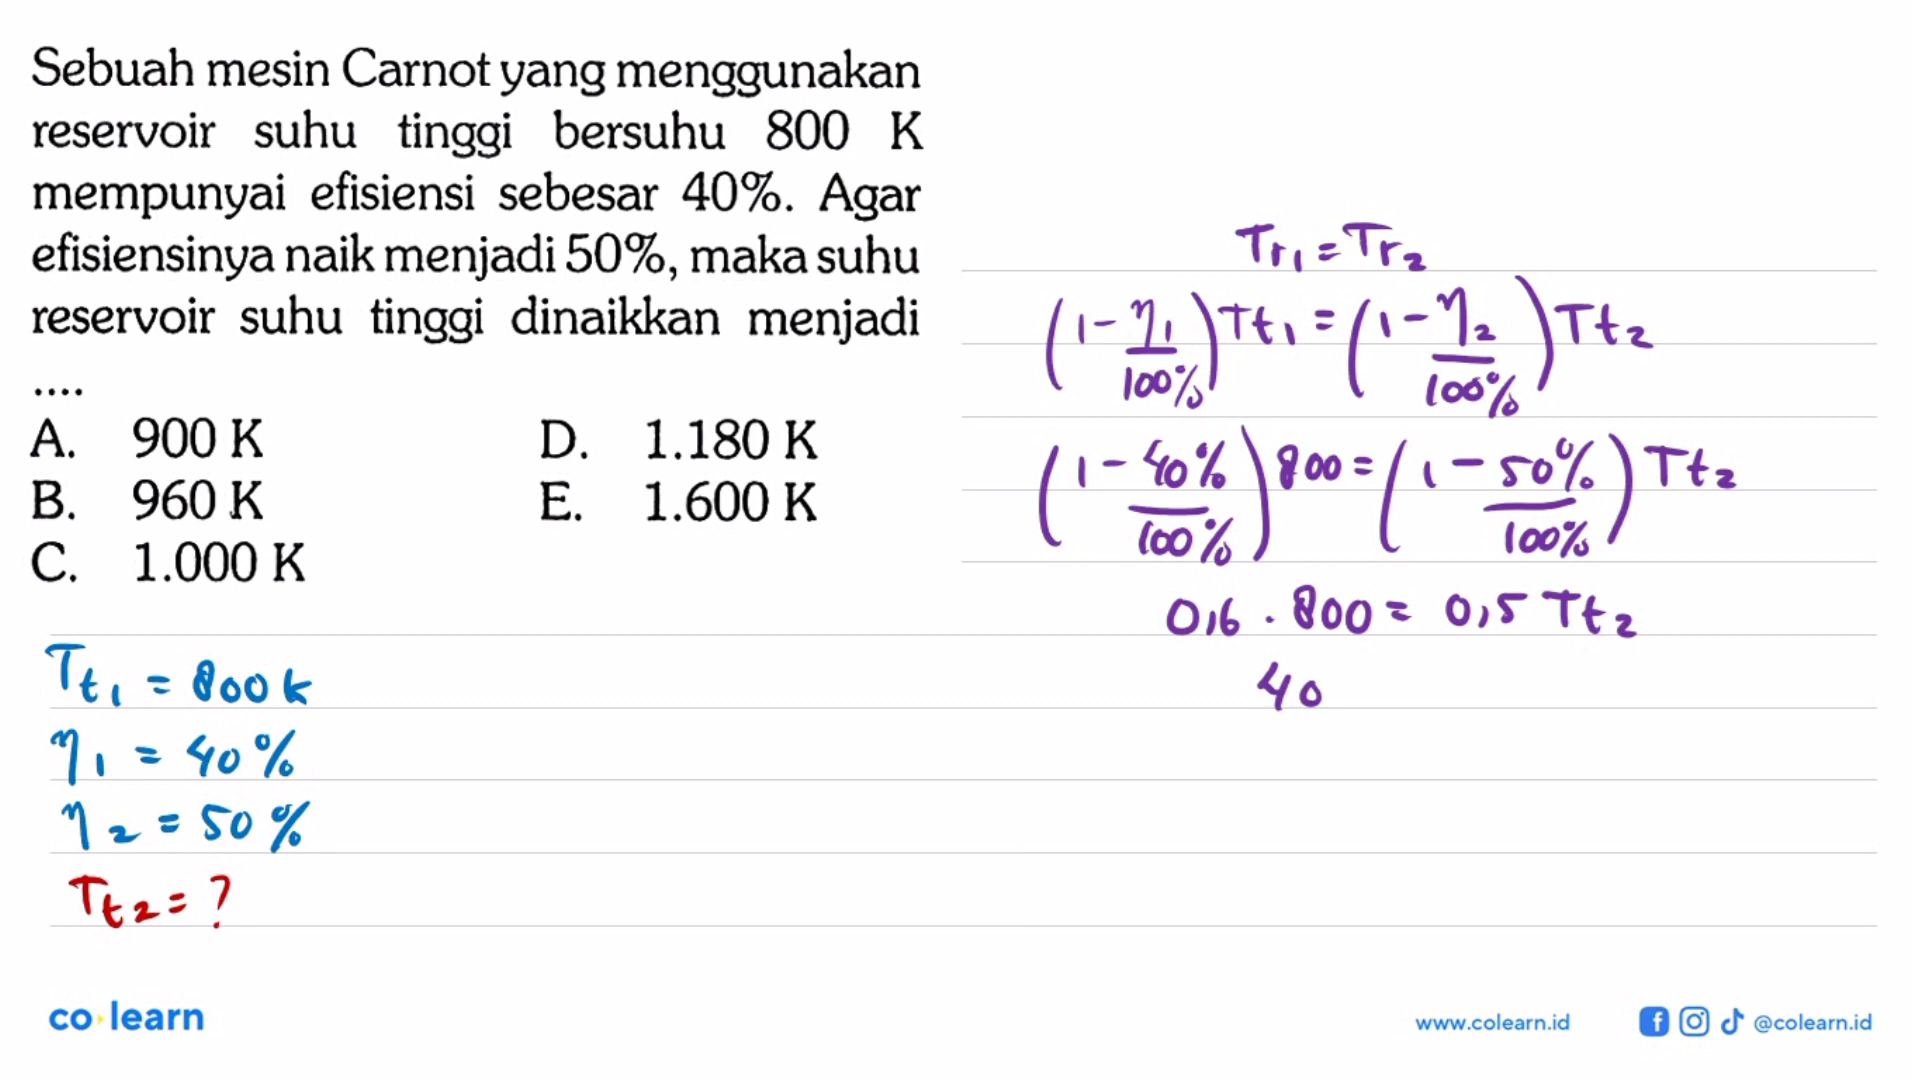 Sebuah mesin Carnot yang menggunakan
reservoir suhu tinggi bersuhu 800 K
mempunyai efisiensi sebesar 40%. Agar
efisiensinya naik menjadi 50%, maka suhu
reservoir suhu tinggi dinaikkan menjadi
....
A. 900 K D. 1.180 K
B. 960 K E. 1.600 K
C. 1.000 K
Tt1 = 800 k
η1 = 40%
η2 = 50%
Tt2 = ?
Tr1 = Tr2
(1 - η1/100%) Tt1 = (1 - η2/100%) Tt2
(1 - 40%/100%) 800 = (1 - 50%/100%) Tt2
0,6 . 800 = 0,5 Tt2
40
co learn
www.colearn.id @colearn.id